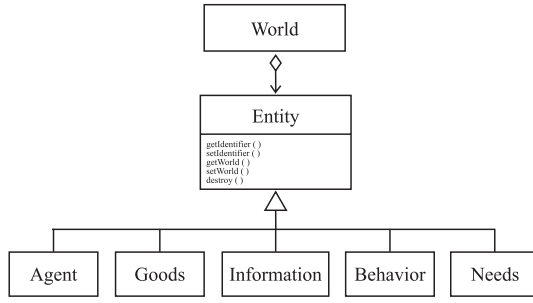 World
Entity
getIdentifier ( )
setIdentifier ( )
getWorld ( )
setWorld ( )
destroy ( )
Agent
Goods
Information
Behavior
Needs